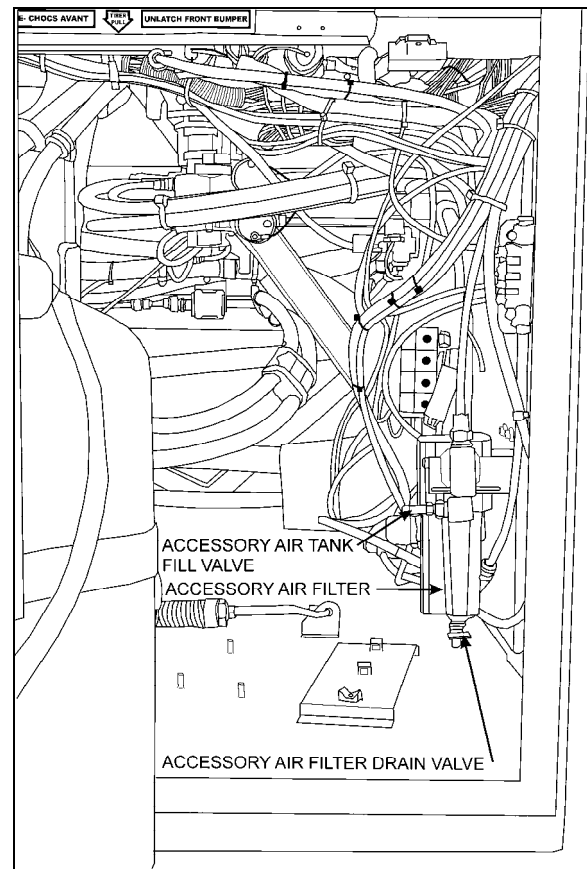 E- CHOCS AVANT TIRER PULL UNLATCH FRONT BUMPER
ACCESSORY AIR TANK
FILL VALVE
ACCESSORY AIR FILTER
ACCESSORY AIR FILTER DRAIN VALVE